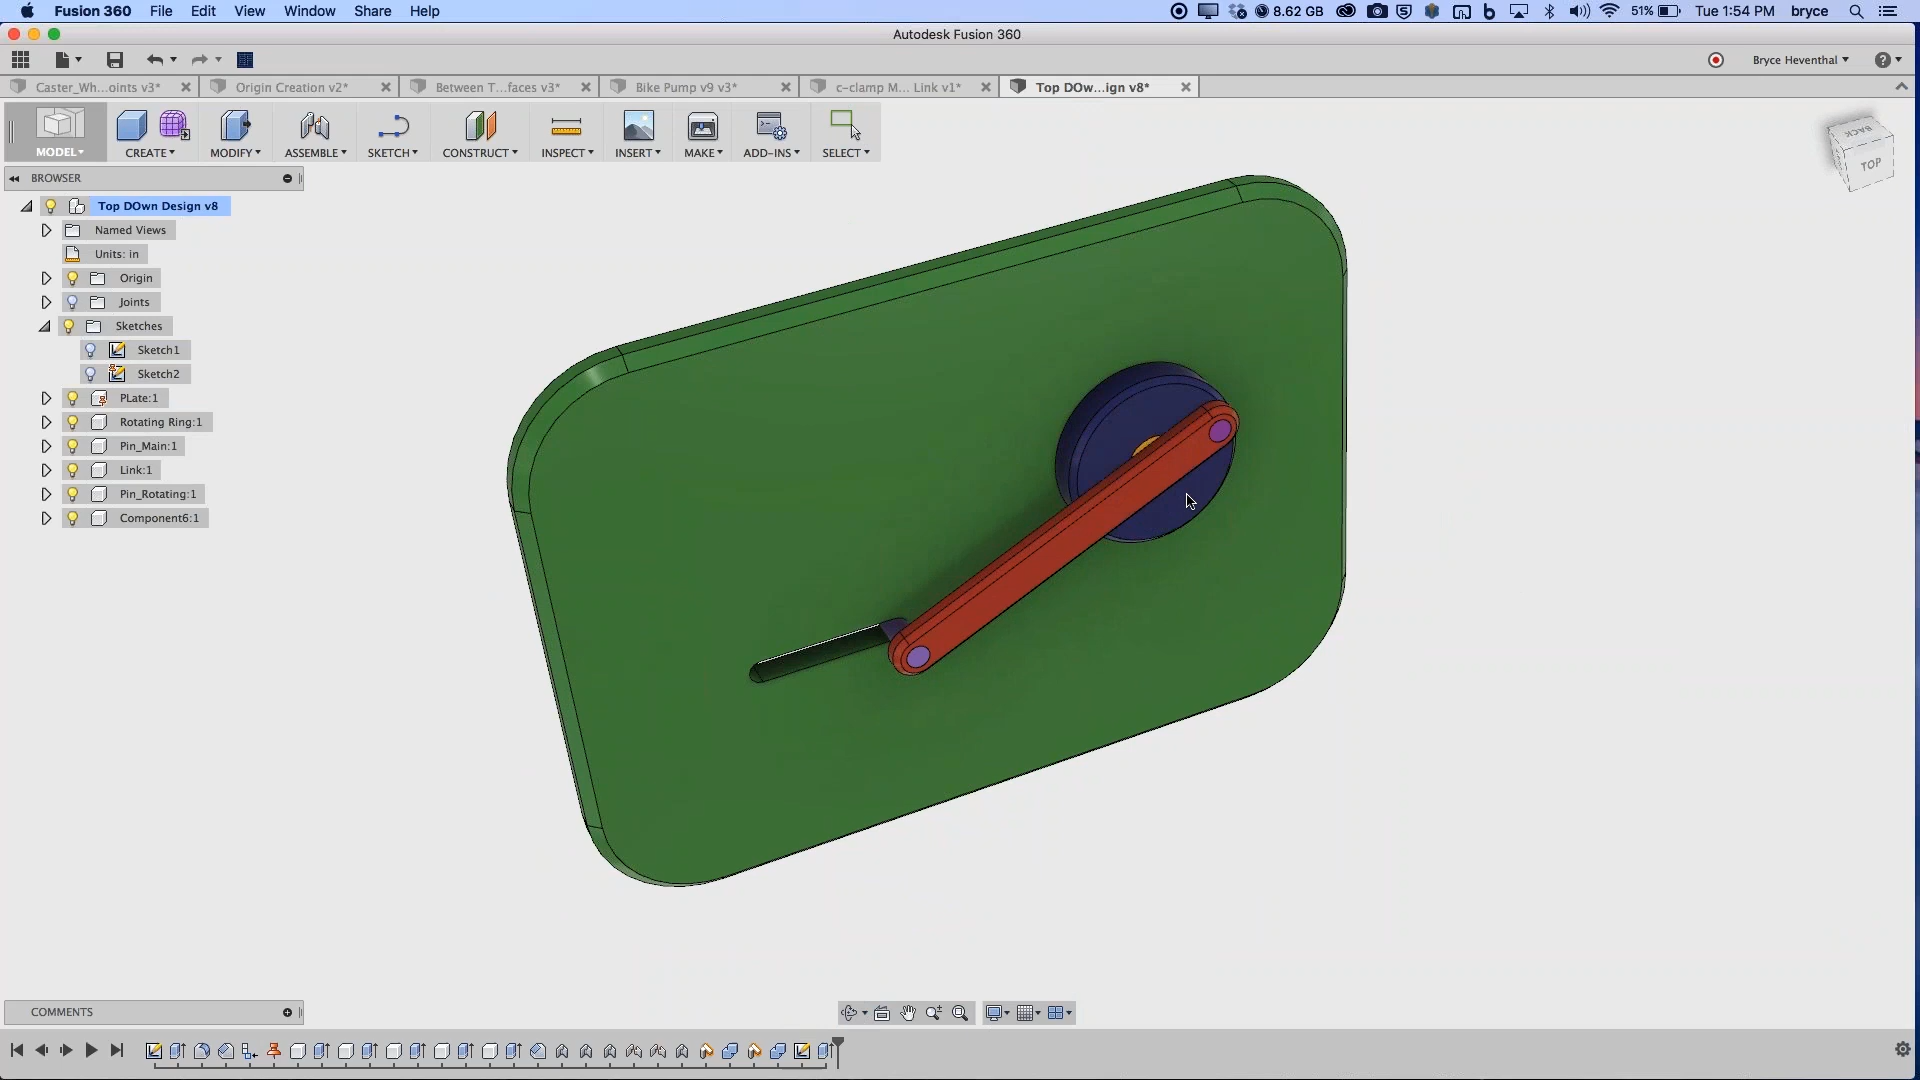 Fusion 360 File Edit View Window Share Help 8.62 GB 51% Tue 1:54 PM bryce
Autodesk Fusion 360
Bryce Heventhal
Caster_Wh...oints v3* Origin Creation v2* Between T...faces v3* Bike Pump v9 v3* c-clamp M... Link v1* Top DOw...ign v8*
MODEL CREATE MODIFY ASSEMBLE SKETCH CONSTRUCT INSPECT INSERT MAKE ADD-INS SELECT
BACK
TOP
BROWSER
Top DOwn Design v8
Named Views
Units: in
Origin
Joints
Sketches
Sketch1
Sketch2
PLate:1
Rotating Ring:1
Pin_Main:1
Link:1
Pin_Rotating:1
Component6:1
COMMENTS